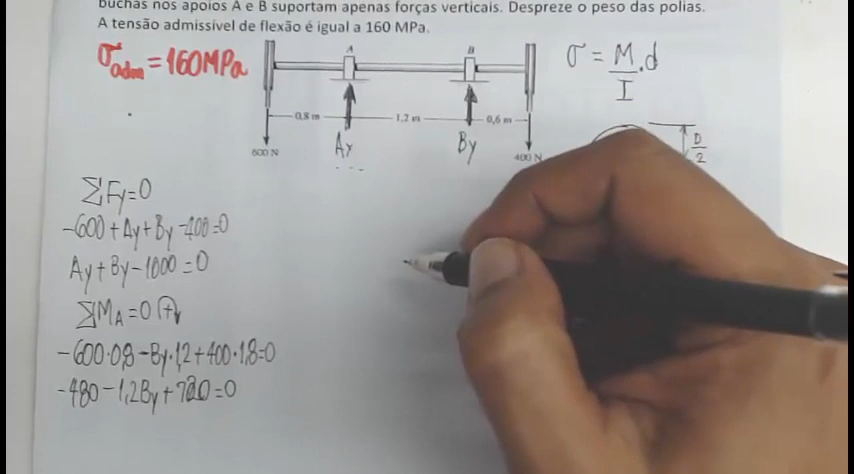 Buchas nos apoios A e B suportam apenas forças verticais. Despreze o peso das polias.
A tensão admissível de flexão é igual a 160 MPa.
σadm = 160MPa
A
B
σ = M.d
I
0,8 m
1,2 m
0,6 m
D
2
600 N
Ay
By
400 N
ΣFy=0
-600+Ay+By-400=0
Ay+By-1000=0
ΣMA=0
-600·0,8-By·1,2+400·1,8=0
-480-1,2By+720=0